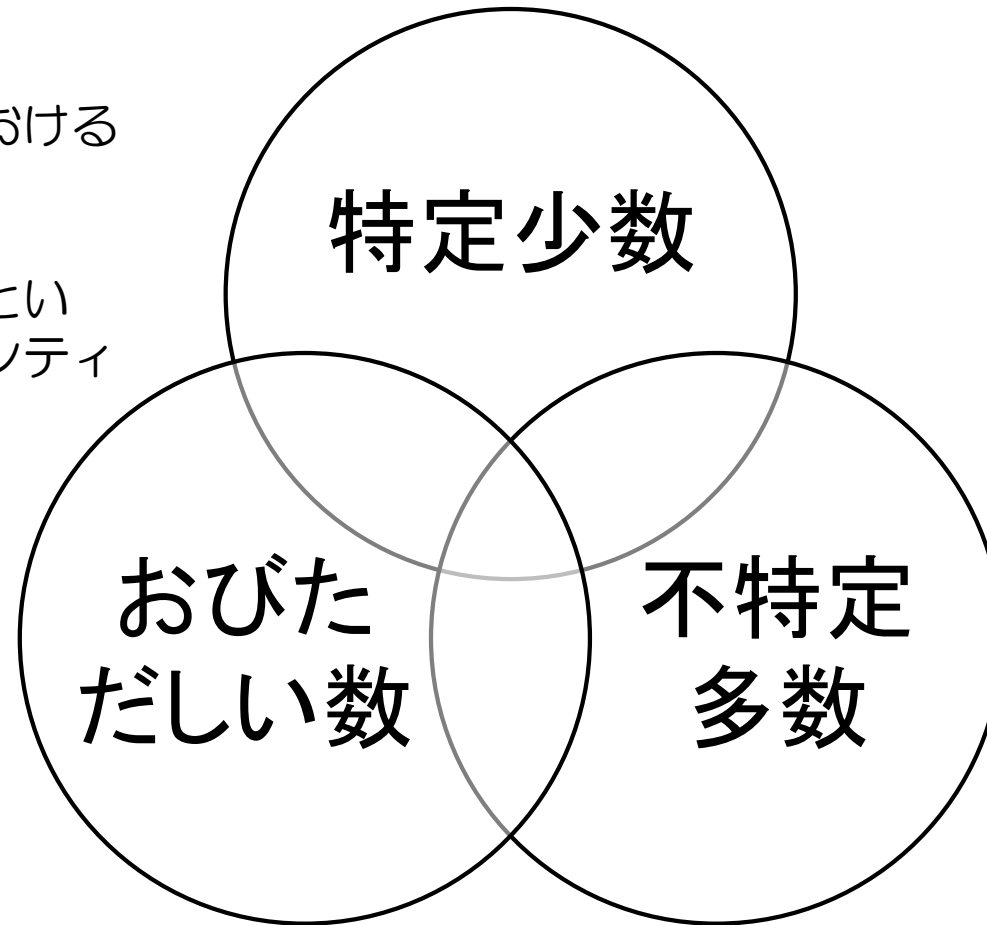 おける
とい
ンティ
特定少数
おびた
だしい数
不特定
多数